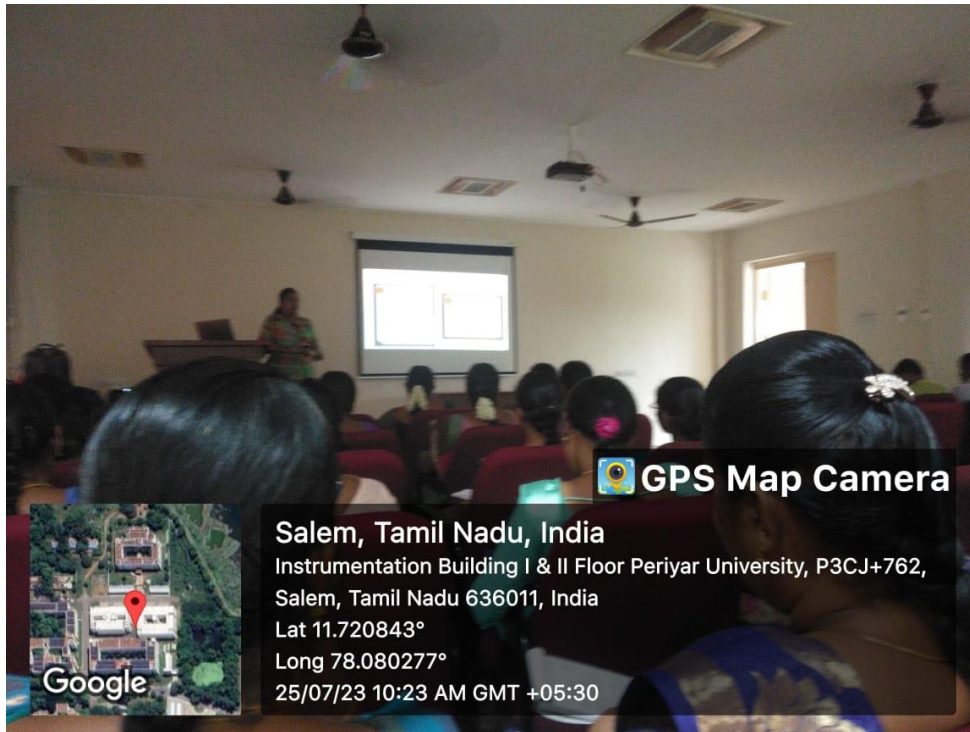 GPS Map Camera
Salem, Tamil Nadu, India
Instrumentation Building I & II Floor Periyar University, P3CJ+762,
Salem, Tamil Nadu 636011, India
Lat 11.720843°
Long 78.080277°
25/07/23 10:23 AM GMT +05:30
Google